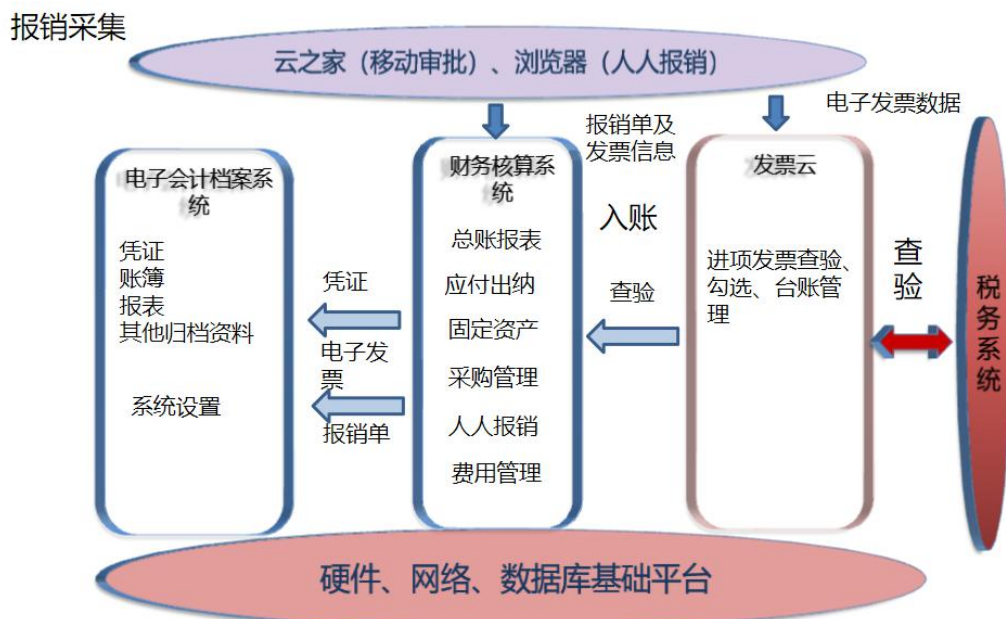 报销采集
云之家（移动审批）、浏览器（人人报销）
电子发票数据
报销单及
发票信息
电子会计档案系
统
凭证
账簿
报表
其他归档资料
系统设置
凭证
电子发
票
报销单
财务核算系
统
总账报表
应付出纳
固定资产
采购管理
人人报销
费用管理
入账
查验
发票云
进项发票查验、
勾选、台账管
理
查
验
税务系统
硬件、网络、数据库基础平台